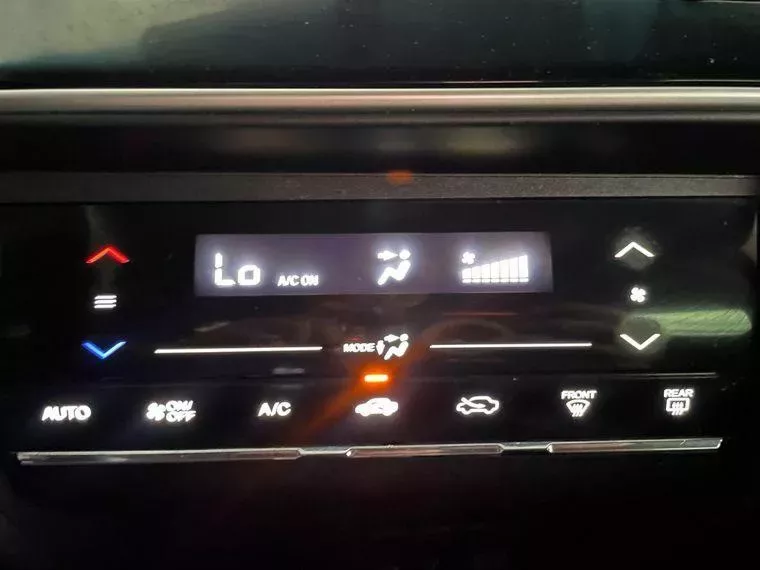 Lo A/C ON
MODE
AUTO ON OFF A/C FRONT REAR